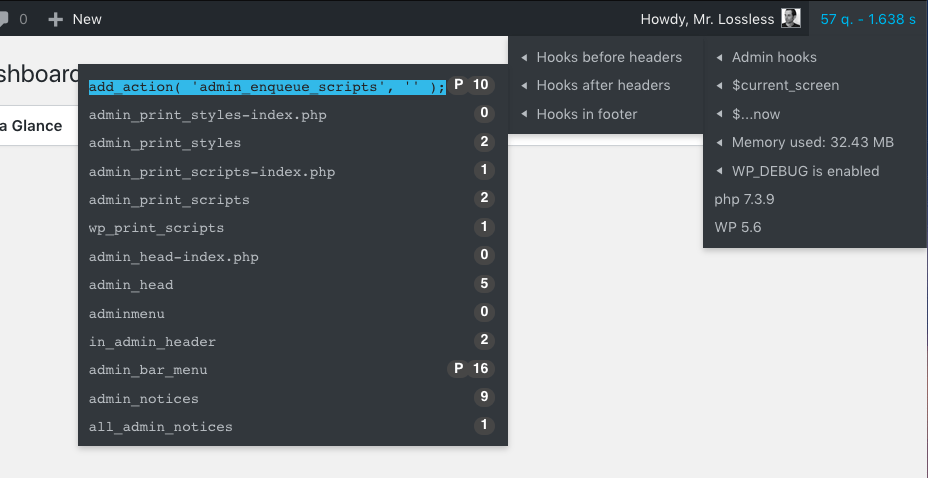 0 New Howdy, Mr. Lossless 57 q. - 1.638 s
shboard
a Glance
add_action( 'admin_enqueue_scripts', '' ); P 10
admin_print_styles-index.php 0
admin_print_styles 2
admin_print_scripts-index.php 1
admin_print_scripts 2
wp_print_scripts 1
admin_head-index.php 0
admin_head 5
adminmenu 0
in_admin_header 2
admin_bar_menu P 16
admin_notices 9
all_admin_notices 1
Hooks before headers
Hooks after headers
Hooks in footer
Admin hooks
$current_screen
$...now
Memory used: 32.43 MB
WP_DEBUG is enabled
php 7.3.9
WP 5.6